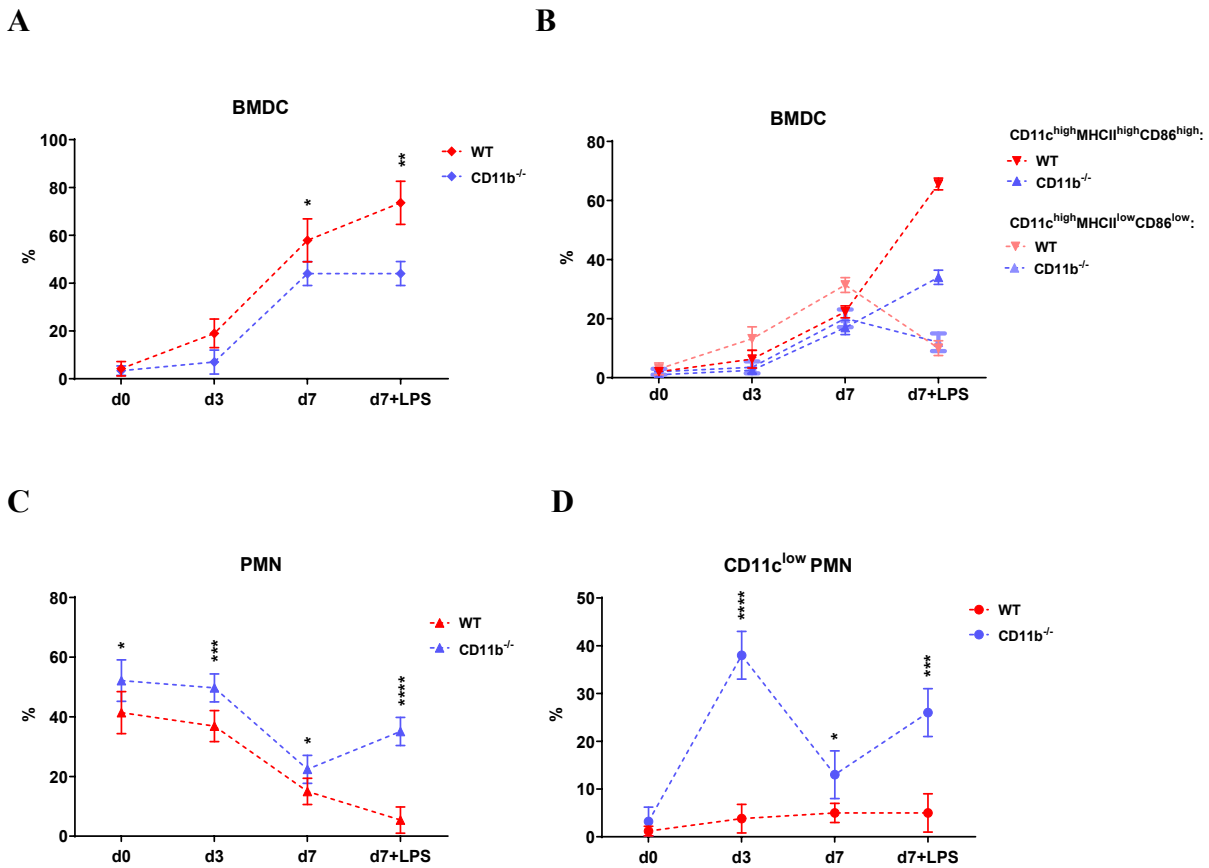 A
BMDC
100
80
60
40
20
0
%
*
**
d0 d3 d7 d7+LPS
WT
CD11b-/-
B
BMDC
80
60
40
20
0
%
d0 d3 d7 d7+LPS
CD11chighMHCIIhighCD86high:
WT
CD11b-/-
CD11chighMHCIIlowCD86low:
WT
CD11b-/-
C
PMN
80
60
40
20
0
%
*
***
*
****
d0 d3 d7 d7+LPS
WT
CD11b-/-
D
CD11clow PMN
50
40
30
20
10
0
%
****
*
***
d0 d3 d7 d7+LPS
WT
CD11b-/-